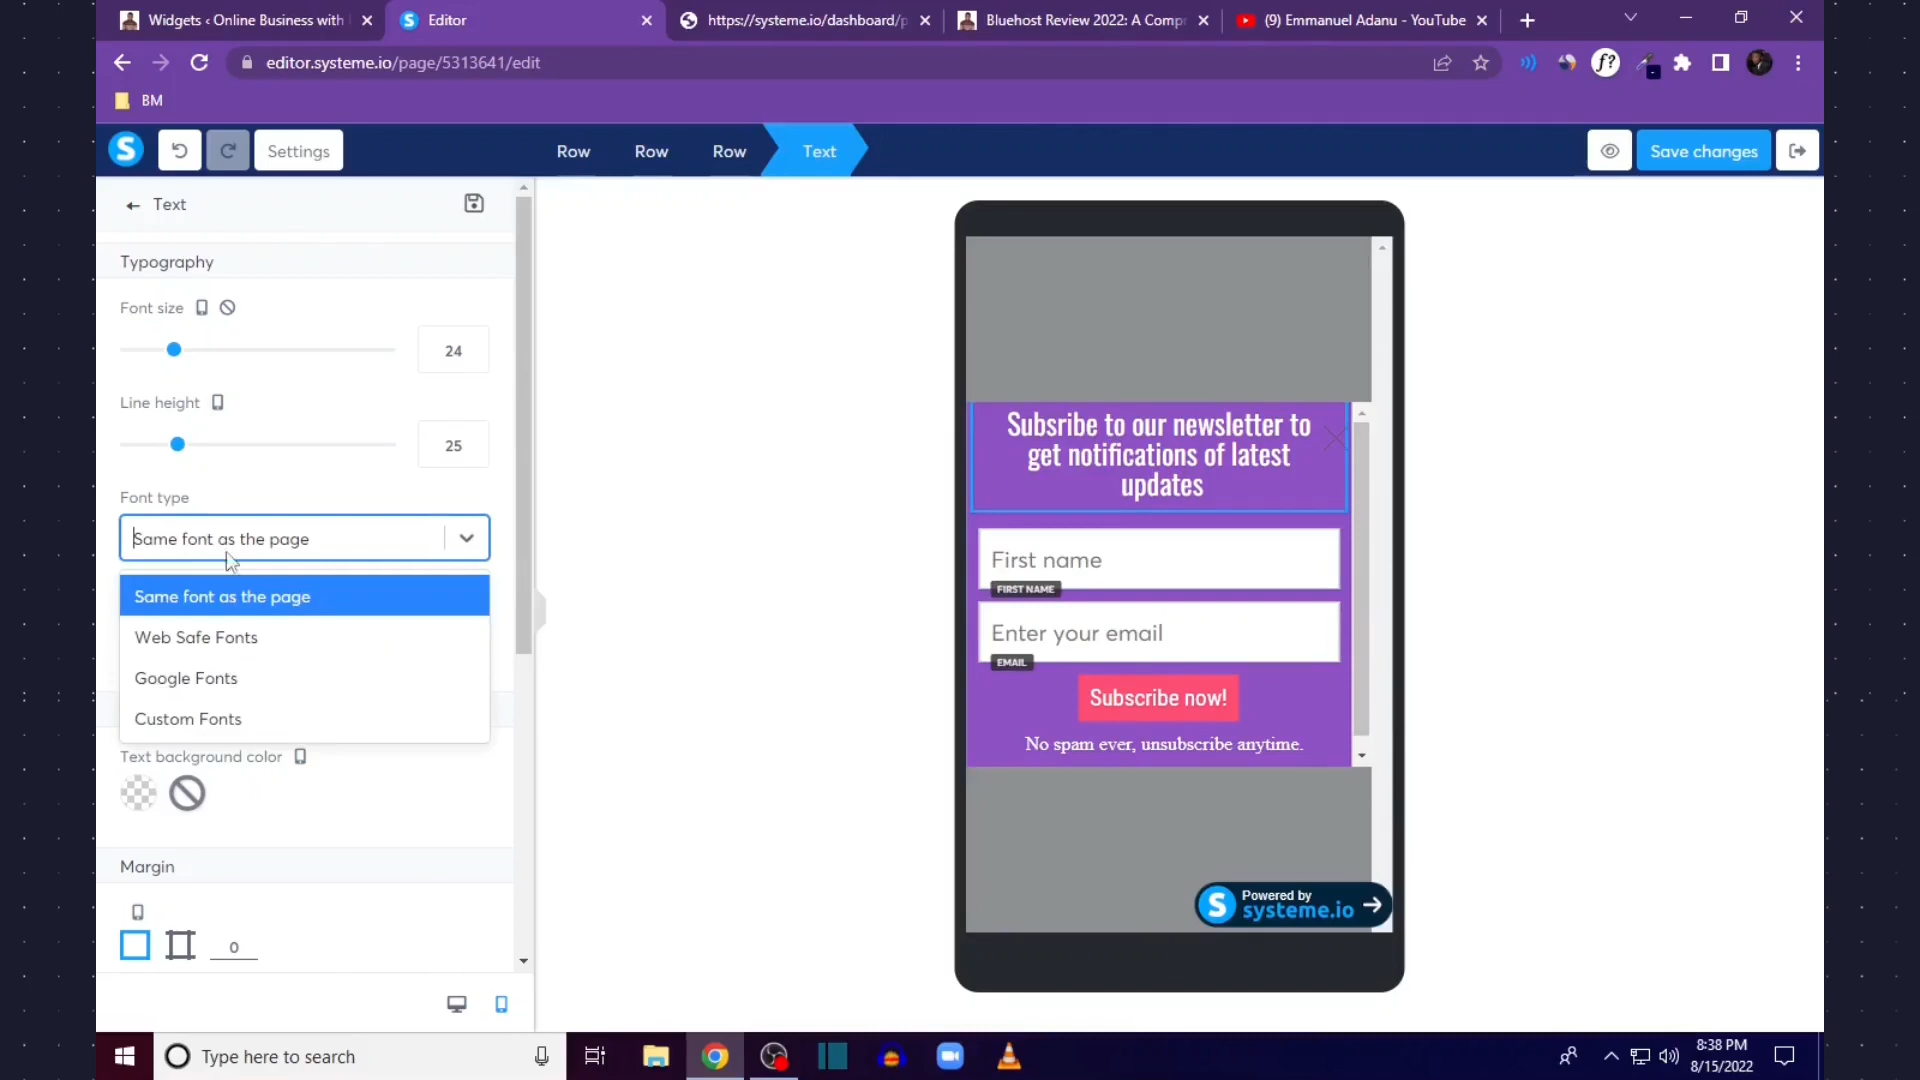 Widgets ‹ Online Business with
Editor
https://systeme.io/dashboard/p
Bluehost Review 2022: A Compr
(9) Emmanuel Adanu - YouTube
editor.systeme.io/page/5313641/edit
BM
Settings
Row
Row
Row
Text
Save changes
Text
Typography
Font size
24
Line height
25
Font type
Same font as the page
Same font as the page
Web Safe Fonts
Google Fonts
Custom Fonts
Text background color
Margin
0
Subsribe to our newsletter to
get notifications of latest
updates
First name
FIRST NAME
Enter your email
EMAIL
Subscribe now!
No spam ever, unsubscribe anytime.
Powered by
systeme.io
Type here to search
8:38 PM
8/15/2022